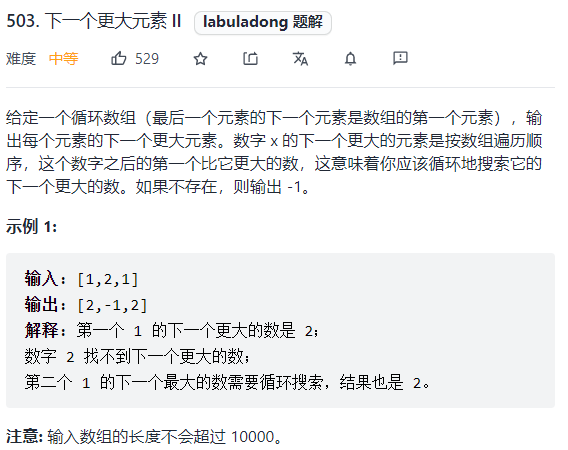 503. 下一个更大元素 II labuladong 题解
难度 中等 529
给定一个循环数组（最后一个元素的下一个元素是数组的第一个元素），输
出每个元素的下一个更大元素。数字 x 的下一个更大的元素是按数组遍历顺
序，这个数字之后的第一个比它更大的数，这意味着你应该循环地搜索它的
下一个更大的数。如果不存在，则输出 -1。
示例 1:
输入: [1,2,1]
输出: [2,-1,2]
解释: 第一个 1 的下一个更大的数是 2；
数字 2 找不到下一个更大的数；
第二个 1 的下一个最大的数需要循环搜索，结果也是 2。
注意: 输入数组的长度不会超过 10000。